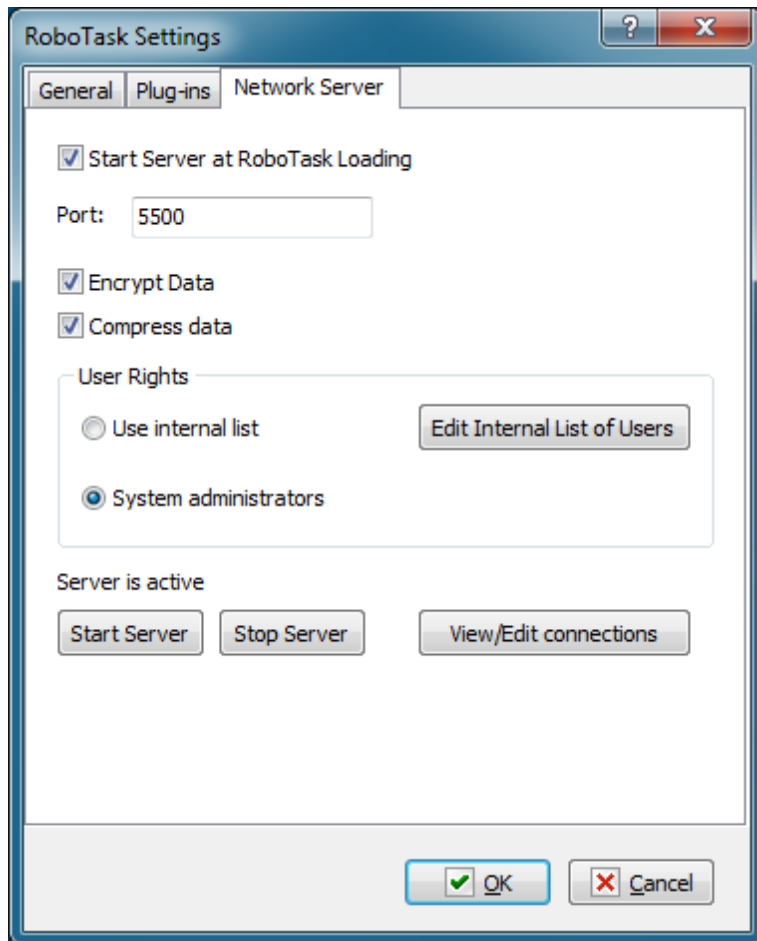 RoboTask Settings
?
X
General Plug-ins Network Server
Start Server at RoboTask Loading
Port: 5500
Encrypt Data
Compress data
User Rights
Use internal list Edit Internal List of Users
System administrators
Server is active
Start Server Stop Server View/Edit connections
OK Cancel